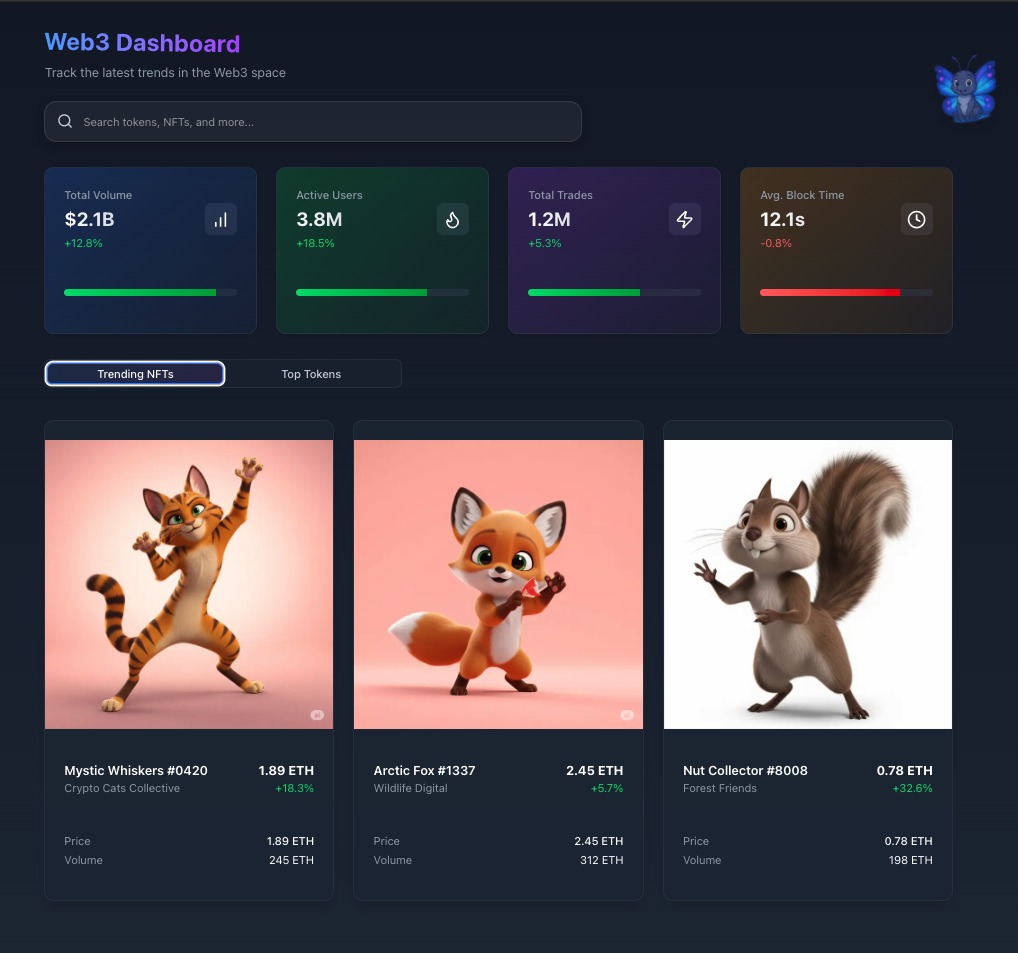 Web3 Dashboard
Track the latest trends in the Web3 space
Search tokens, NFTs, and more...
Total Volume
$2.1B
+12.8%
Active Users
3.8M
+18.5%
Total Trades
1.2M
+5.3%
Avg. Block Time
12.1s
-0.8%
Trending NFTs
Top Tokens
Mystic Whiskers #0420
1.89 ETH
Crypto Cats Collective
+18.3%
Price
1.89 ETH
Volume
245 ETH
Arctic Fox #1337
2.45 ETH
Wildlife Digital
+5.7%
Price
2.45 ETH
Volume
312 ETH
Nut Collector #8008
0.78 ETH
Forest Friends
+32.6%
Price
0.78 ETH
Volume
198 ETH